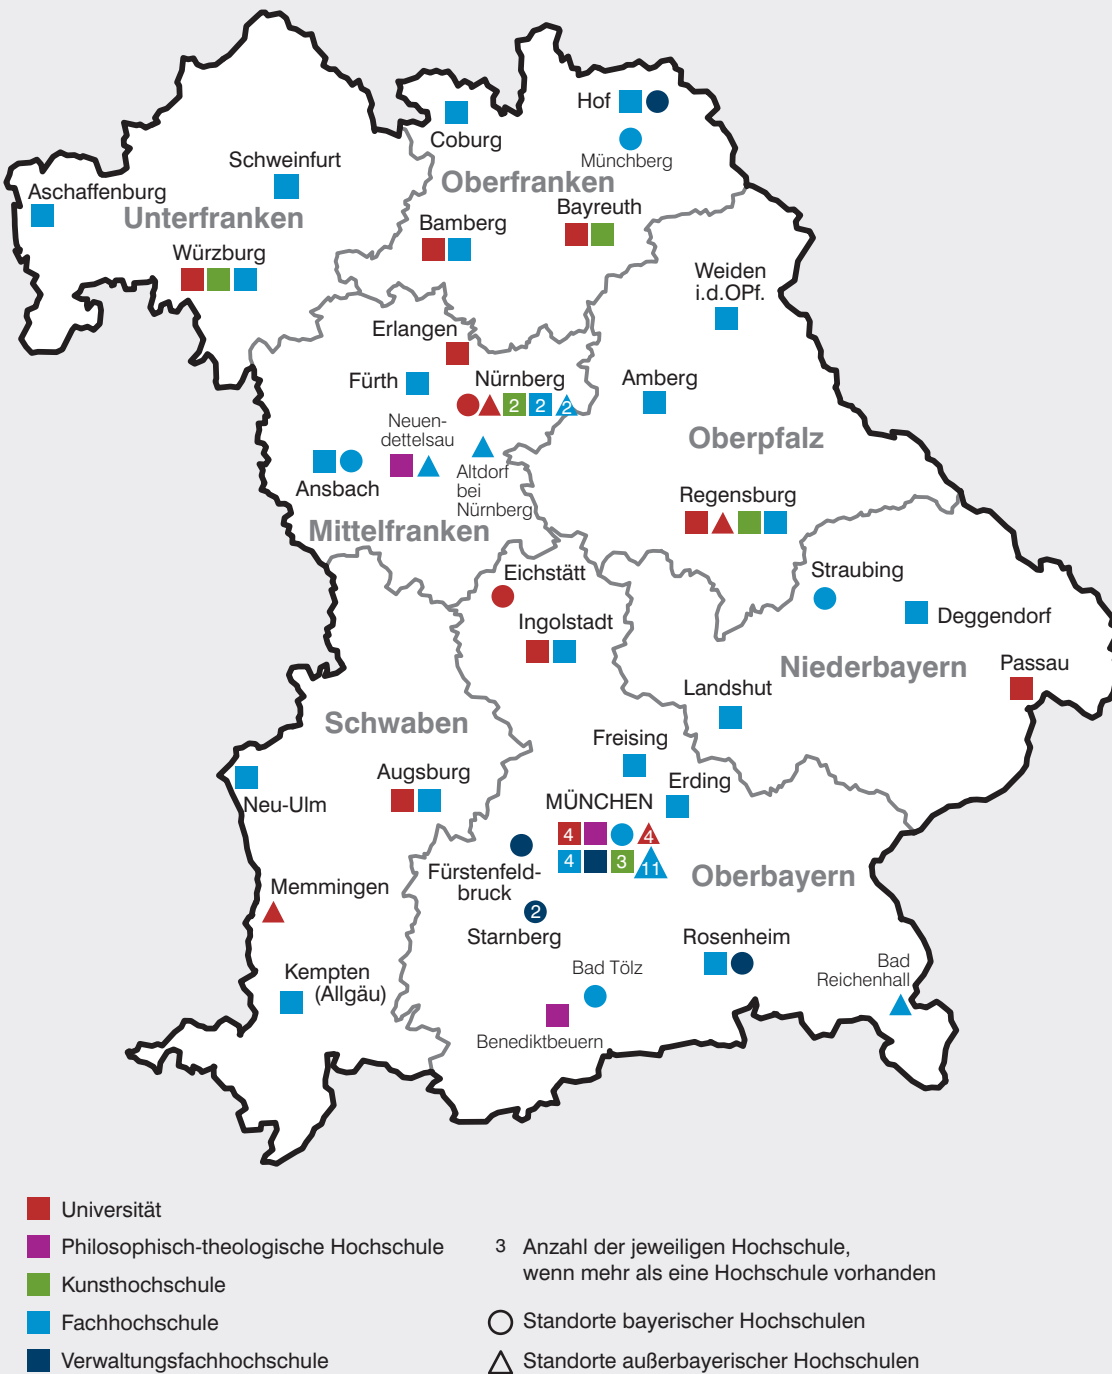 Hof
Coburg
Münchberg
Schweinfurt
Oberfranken
Aschaffenburg
Unterfranken
Bayreuth
Bamberg
Würzburg
Weiden
i.d.OPf.
Erlangen
Fürth
Nürnberg
2 2 2
Amberg
Neuen-
dettelsau
Oberpfalz
Altdorf
bei
Nürnberg
Ansbach
Regensburg
Mittelfranken
Eichstätt
Straubing
Ingolstadt
Deggendorf
Niederbayern
Passau
Landshut
Schwaben
Freising
Augsburg
Erding
Neu-Ulm
MÜNCHEN
4 4
4 3 11
Fürstenfeld-
bruck
Oberbayern
Memmingen
2
Starnberg
Rosenheim
Bad Tölz
Bad
Reichenhall
Kempten
(Allgäu)
Benediktbeuern
Universität
Philosophisch-theologische Hochschule
Kunsthochschule
Fachhochschule
Verwaltungsfachhochschule
3 Anzahl der jeweiligen Hochschule,
wenn mehr als eine Hochschule vorhanden
Standorte bayerischer Hochschulen
Standorte außerbayerischer Hochschulen